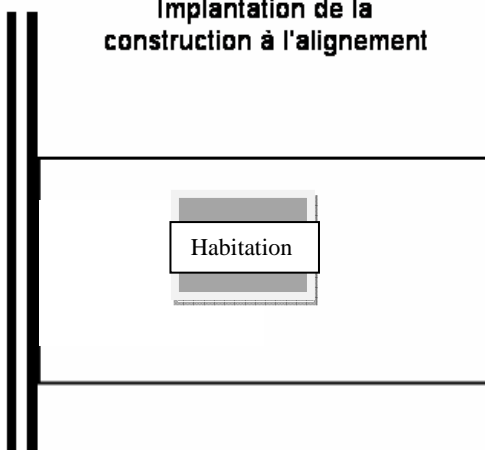 Implantation de la
construction à l'alignement
Habitation